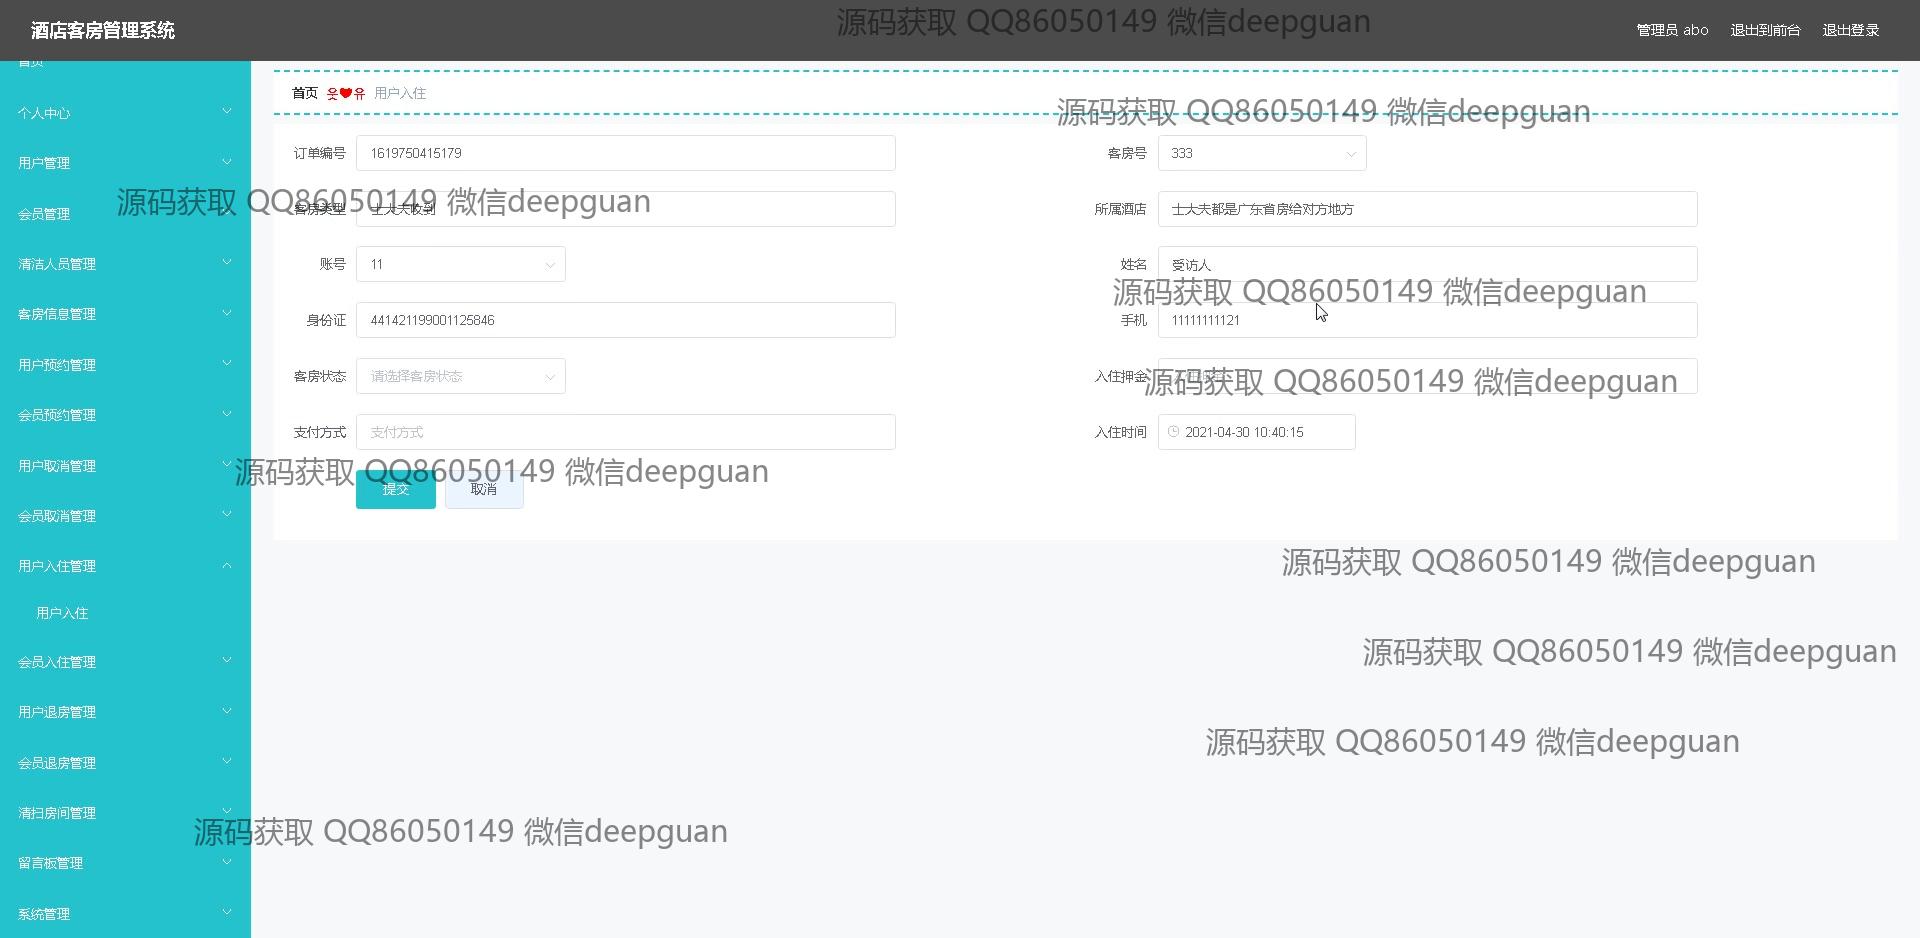 酒店客房管理系统
源码获取 QQ86050149 微信deepguan
管理员 abo 退出到前台 退出登录
首页
个人中心
用户管理
会员管理
清洁人员管理
客房信息管理
用户预约管理
会员预约管理
用户取消管理
会员取消管理
用户入住管理
用户入住
会员入住管理
用户退房管理
会员退房管理
清扫房间管理
留言板管理
系统管理
首页 웃❤유 用户入住
源码获取 QQ86050149 微信deepguan
订单编号 1619750415179
客房号 333
源码获取 QQ86050149 微信deepguan
客房类型 士大夫收到
所属酒店 士大夫都是广东省房给对方地方
账号 11
姓名 受访人
源码获取 QQ86050149 微信deepguan
身份证 441421199001125846
手机 11111111121
客房状态 请选择客房状态
入住押金
源码获取 QQ86050149 微信deepguan
支付方式 支付方式
入住时间 2021-04-30 10:40:15
源码获取 QQ86050149 微信deepguan
提交 取消
源码获取 QQ86050149 微信deepguan
源码获取 QQ86050149 微信deepguan
源码获取 QQ86050149 微信deepguan
源码获取 QQ86050149 微信deepguan